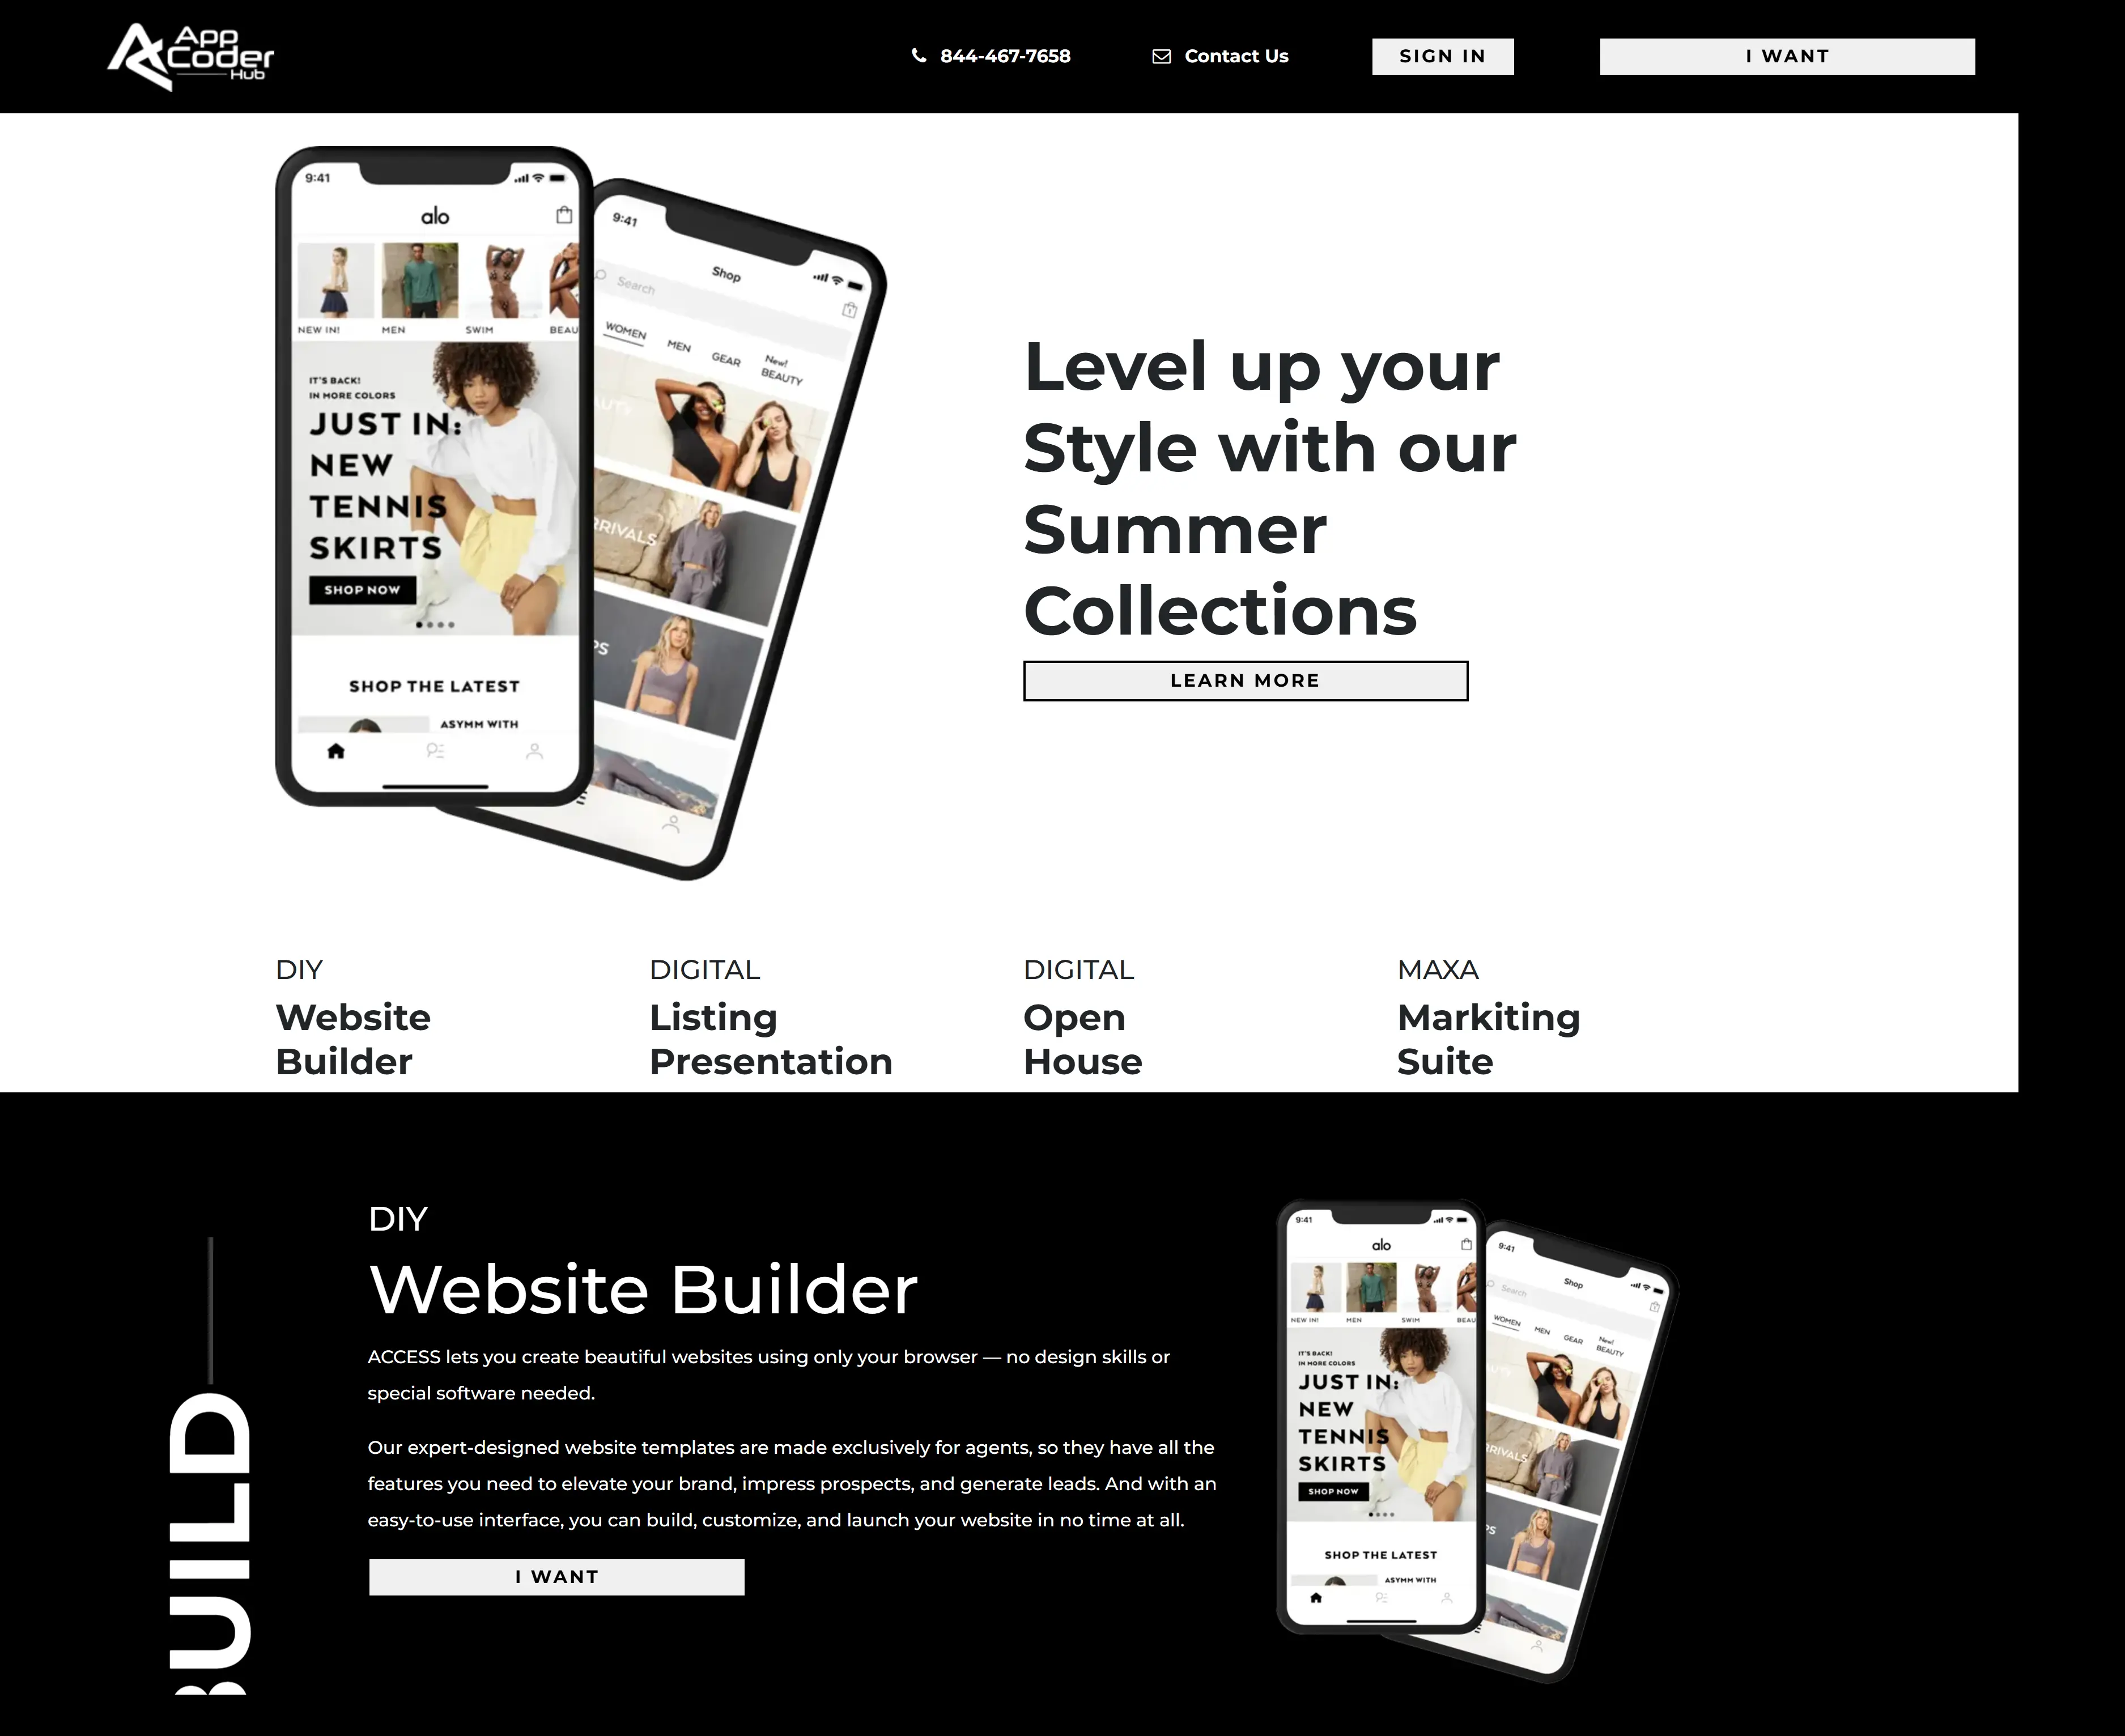 App
Coder
Hub
844-467-7658
Contact Us
SIGN IN
I WANT
9:41
alo
NEW IN!
MEN
SWIM
BEAU
IT'S BACK!
IN MORE COLORS
JUST IN:
NEW
TENNIS
SKIRTS
SHOP NOW
SHOP THE LATEST
ASYMM WITH
9:41
Shop
Search
WOMEN
MEN
GEAR
New!
BEAUTY
RRIVALS
PS
Level up your
Style with our
Summer
Collections
LEARN MORE
DIY
Website
Builder
DIGITAL
Listing
Presentation
DIGITAL
Open
House
MAXA
Markiting
Suite
BUILD
DIY
Website Builder
ACCESS lets you create beautiful websites using only your browser — no design skills or
special software needed.
Our expert-designed website templates are made exclusively for agents, so they have all the
features you need to elevate your brand, impress prospects, and generate leads. And with an
easy-to-use interface, you can build, customize, and launch your website in no time at all.
I WANT
9:41
alo
NEW IN!
MEN
SWIM
BEAU
IT'S BACK!
IN MORE COLORS
JUST IN:
NEW
TENNIS
SKIRTS
SHOP NOW
SHOP THE LATEST
ASYMM WITH
9:41
Shop
Search
WOMEN
MEN
GEAR
New!
BEAUTY
RRIVALS
PS